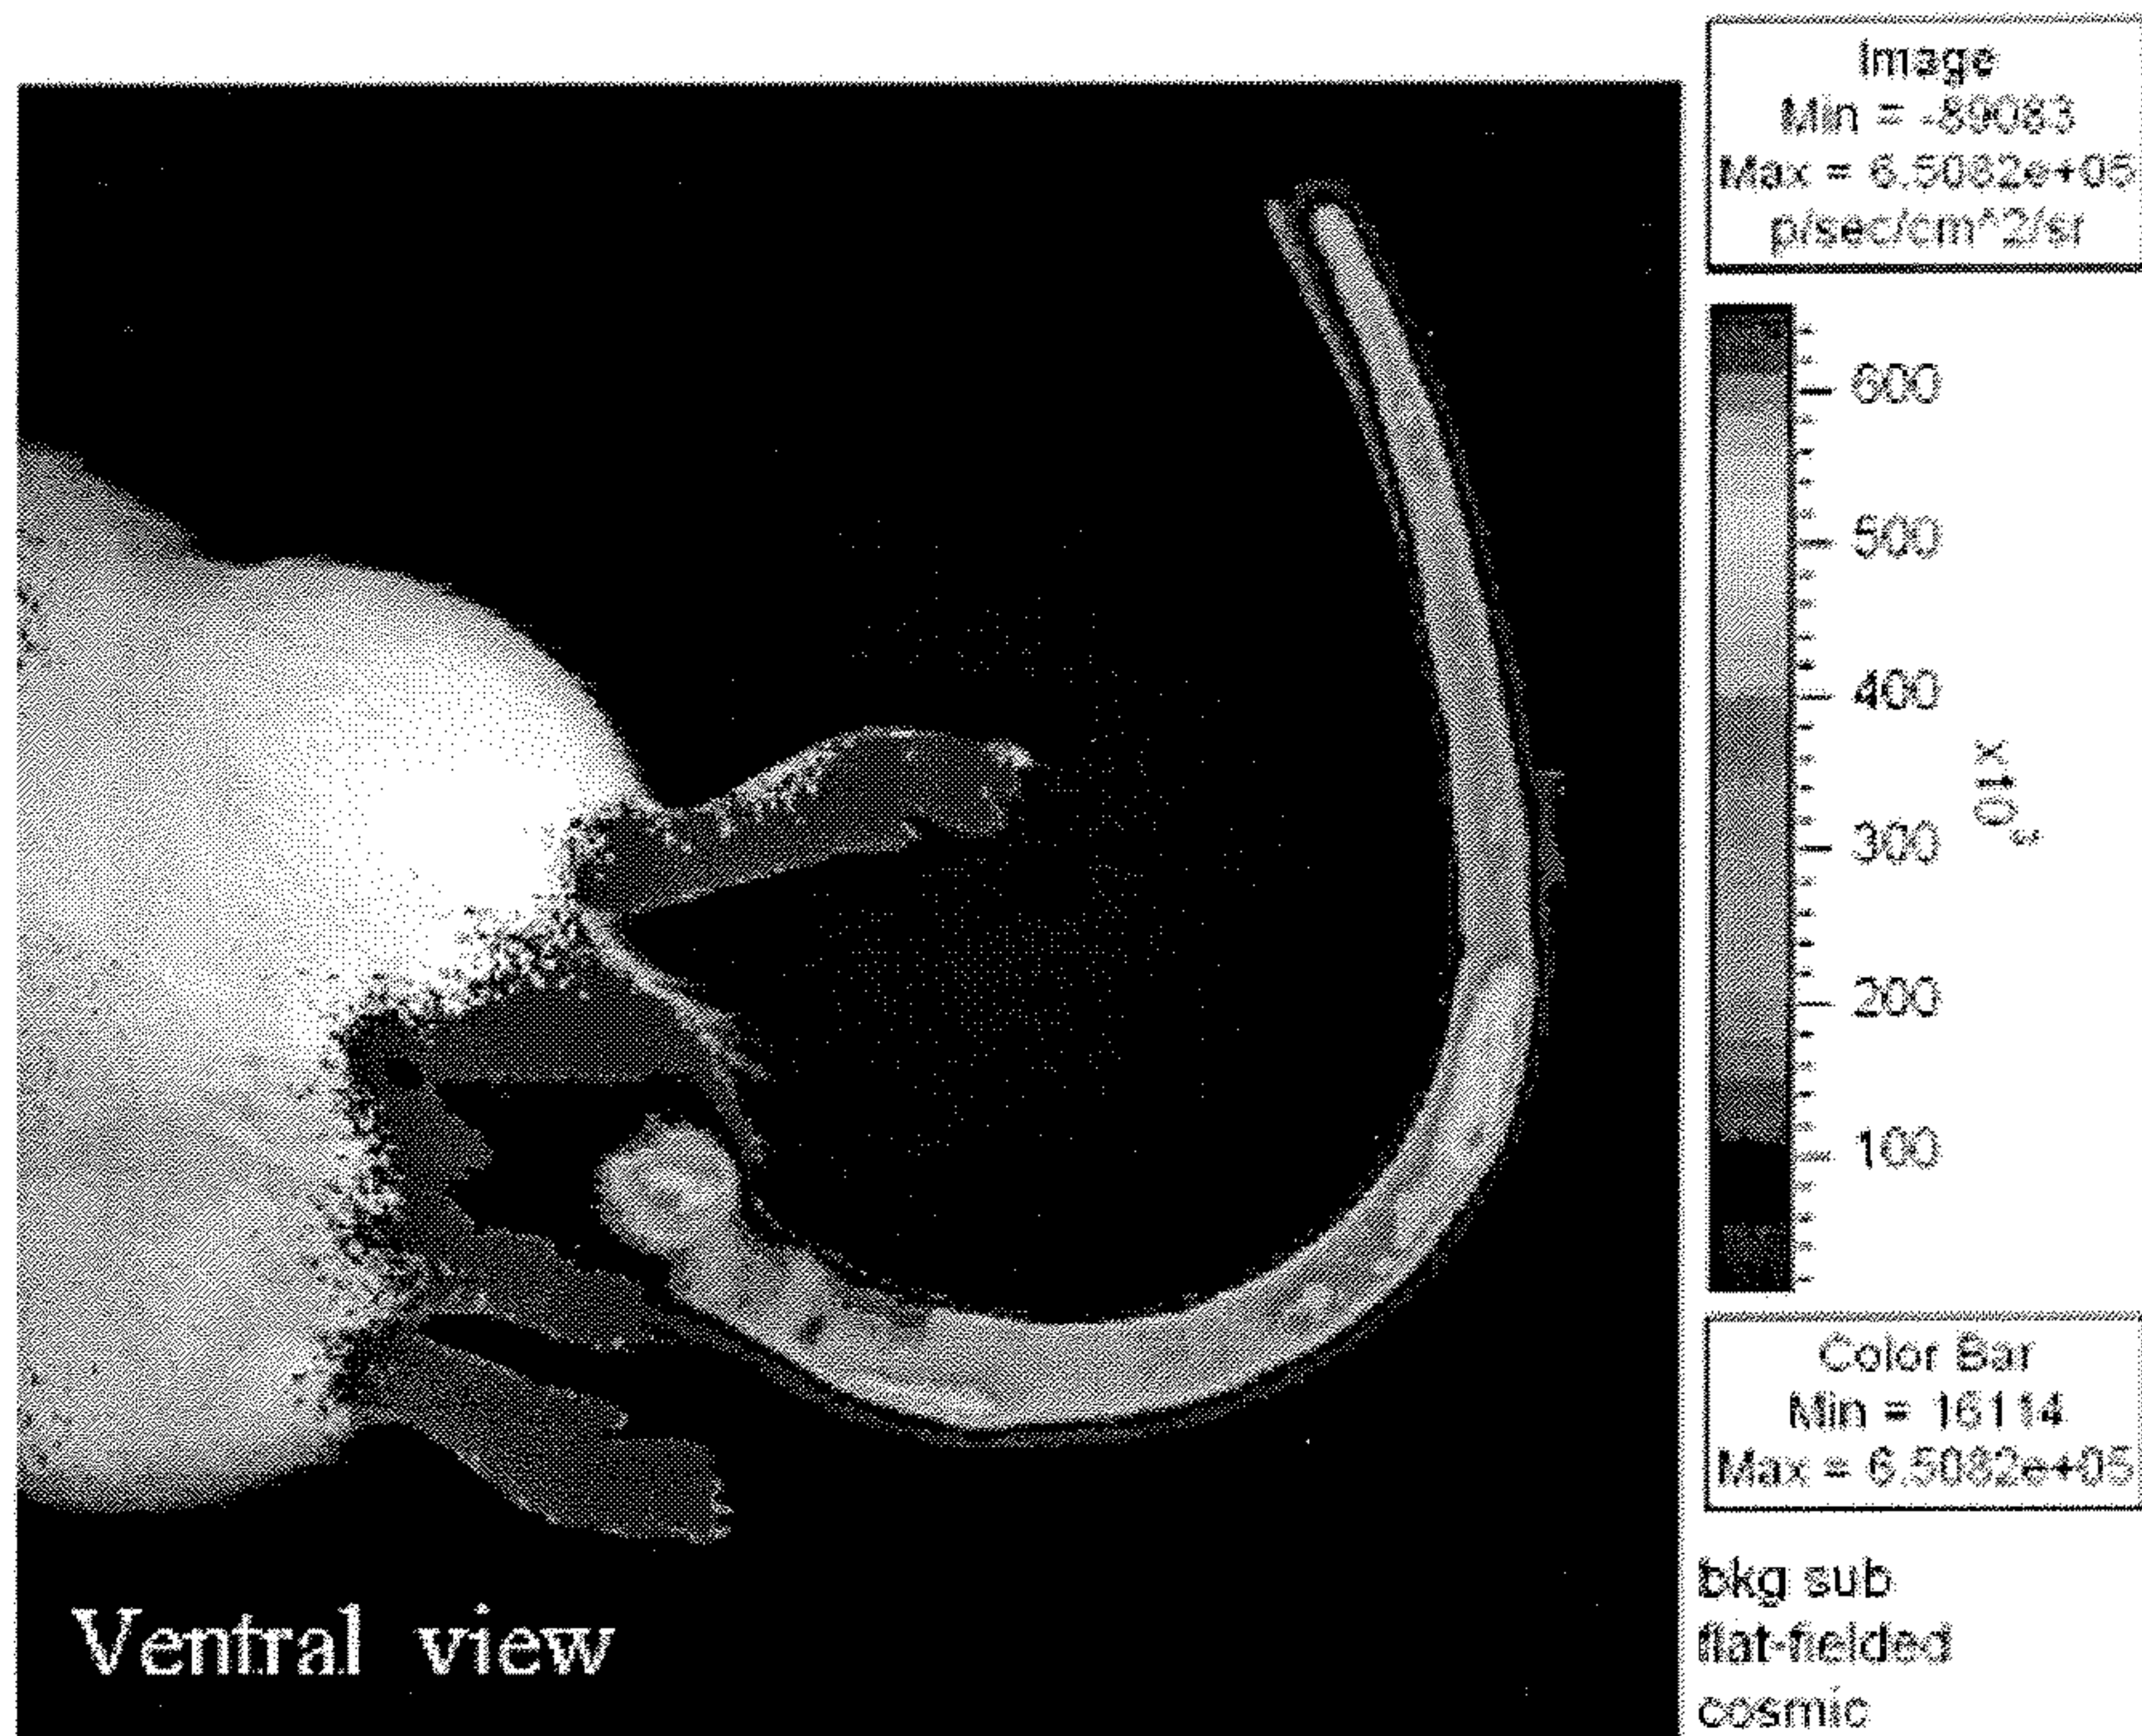 Image
Min = -89083
Max = 6.5082e+05
p/sec/cm^2/sr
600
500
400
300
200
100
x10^3
Color Bar
Min = 16114
Max = 6.5082e+05
bkg sub
flat-fielded
cosmic
Ventral view